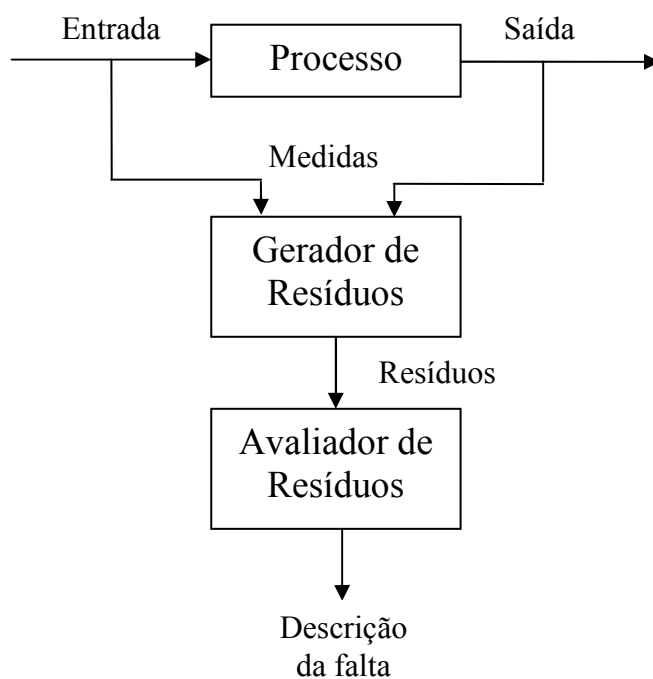 Entrada
Processo
Saída
Medidas
Gerador de
Resíduos
Resíduos
Avaliador de
Resíduos
Descrição
da falta